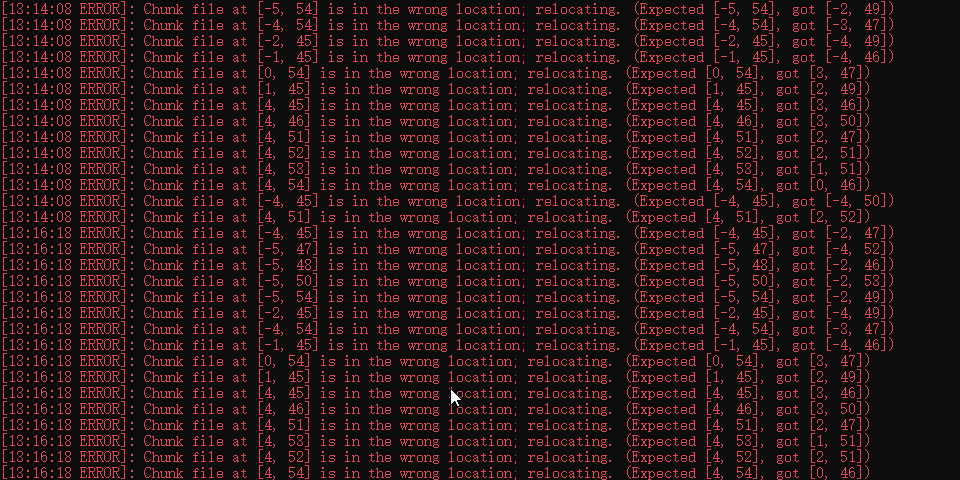 [13:14:08 ERROR]: Chunk file at [-5, 54] is in the wrong location; relocating. (Expected [-5, 54], got [-2, 49])
[13:14:08 ERROR]: Chunk file at [-4, 54] is in the wrong location; relocating. (Expected [-4, 54], got [-3, 47])
[13:14:08 ERROR]: Chunk file at [-2, 45] is in the wrong location; relocating. (Expected [-2, 45], got [-4, 49])
[13:14:08 ERROR]: Chunk file at [-1, 45] is in the wrong location; relocating. (Expected [-1, 45], got [-4, 46])
[13:14:08 ERROR]: Chunk file at [0, 54] is in the wrong location; relocating. (Expected [0, 54], got [3, 47])
[13:14:08 ERROR]: Chunk file at [1, 45] is in the wrong location; relocating. (Expected [1, 45], got [2, 49])
[13:14:08 ERROR]: Chunk file at [4, 45] is in the wrong location; relocating. (Expected [4, 45], got [3, 46])
[13:14:08 ERROR]: Chunk file at [4, 46] is in the wrong location; relocating. (Expected [4, 46], got [3, 50])
[13:14:08 ERROR]: Chunk file at [4, 51] is in the wrong location; relocating. (Expected [4, 51], got [2, 47])
[13:14:08 ERROR]: Chunk file at [4, 52] is in the wrong location; relocating. (Expected [4, 52], got [2, 51])
[13:14:08 ERROR]: Chunk file at [4, 53] is in the wrong location; relocating. (Expected [4, 53], got [1, 51])
[13:14:08 ERROR]: Chunk file at [4, 54] is in the wrong location; relocating. (Expected [4, 54], got [0, 46])
[13:14:08 ERROR]: Chunk file at [-4, 45] is in the wrong location; relocating. (Expected [-4, 45], got [-4, 50])
[13:14:08 ERROR]: Chunk file at [4, 51] is in the wrong location; relocating. (Expected [4, 51], got [2, 52])
[13:16:18 ERROR]: Chunk file at [-4, 45] is in the wrong location; relocating. (Expected [-4, 45], got [-2, 47])
[13:16:18 ERROR]: Chunk file at [-5, 47] is in the wrong location; relocating. (Expected [-5, 47], got [-4, 52])
[13:16:18 ERROR]: Chunk file at [-5, 48] is in the wrong location; relocating. (Expected [-5, 48], got [-2, 46])
[13:16:18 ERROR]: Chunk file at [-5, 50] is in the wrong location; relocating. (Expected [-5, 50], got [-2, 53])
[13:16:18 ERROR]: Chunk file at [-5, 54] is in the wrong location; relocating. (Expected [-5, 54], got [-2, 49])
[13:16:18 ERROR]: Chunk file at [-2, 45] is in the wrong location; relocating. (Expected [-2, 45], got [-4, 49])
[13:16:18 ERROR]: Chunk file at [-4, 54] is in the wrong location; relocating. (Expected [-4, 54], got [-3, 47])
[13:16:18 ERROR]: Chunk file at [-1, 45] is in the wrong location; relocating. (Expected [-1, 45], got [-4, 46])
[13:16:18 ERROR]: Chunk file at [0, 54] is in the wrong location; relocating. (Expected [0, 54], got [3, 47])
[13:16:18 ERROR]: Chunk file at [1, 45] is in the wrong location; relocating. (Expected [1, 45], got [2, 49])
[13:16:18 ERROR]: Chunk file at [4, 45] is in the wrong location; relocating. (Expected [4, 45], got [3, 46])
[13:16:18 ERROR]: Chunk file at [4, 46] is in the wrong location; relocating. (Expected [4, 46], got [3, 50])
[13:16:18 ERROR]: Chunk file at [4, 51] is in the wrong location; relocating. (Expected [4, 51], got [2, 47])
[13:16:18 ERROR]: Chunk file at [4, 53] is in the wrong location; relocating. (Expected [4, 53], got [1, 51])
[13:16:18 ERROR]: Chunk file at [4, 52] is in the wrong location; relocating. (Expected [4, 52], got [2, 51])
[13:16:18 ERROR]: Chunk file at [4, 54] is in the wrong location; relocating. (Expected [4, 54], got [0, 46])